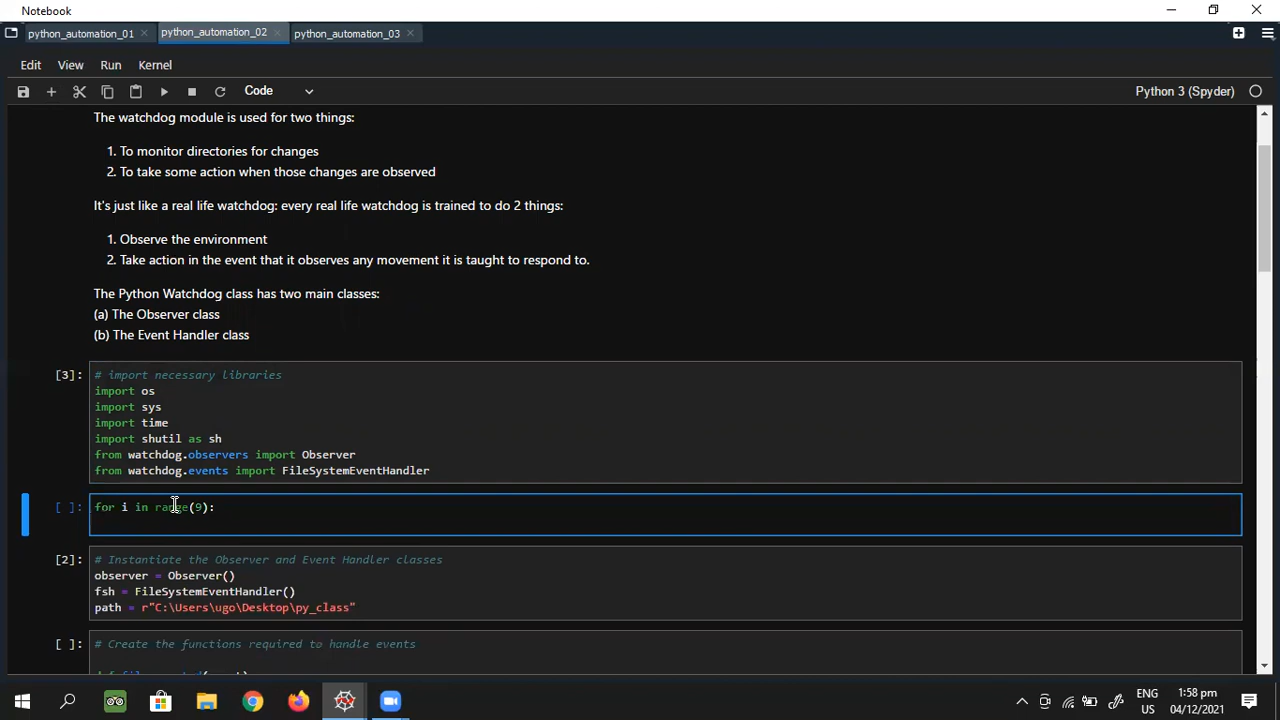 Notebook
python_automation_01
python_automation_02
python_automation_03
Edit View Run Kernel
Code
Python 3 (Spyder)
The watchdog module is used for two things:
1. To monitor directories for changes
2. To take some action when those changes are observed
It's just like a real life watchdog: every real life watchdog is trained to do 2 things:
1. Observe the environment
2. Take action in the event that it observes any movement it is taught to respond to.
The Python Watchdog class has two main classes:
(a) The Observer class
(b) The Event Handler class
[3]:
# import necessary libraries
import os
import sys
import time
import shutil as sh
from watchdog.observers import Observer
from watchdog.events import FileSystemEventHandler
[ ]:
for i in range(9):
[2]:
# Instantiate the Observer and Event Handler classes
observer = Observer()
fsh = FileSystemEventHandler()
path = r"C:\Users\ugo\Desktop\py_class"
[ ]:
# Create the functions required to handle events
ENG
US
1:58 pm
04/12/2021